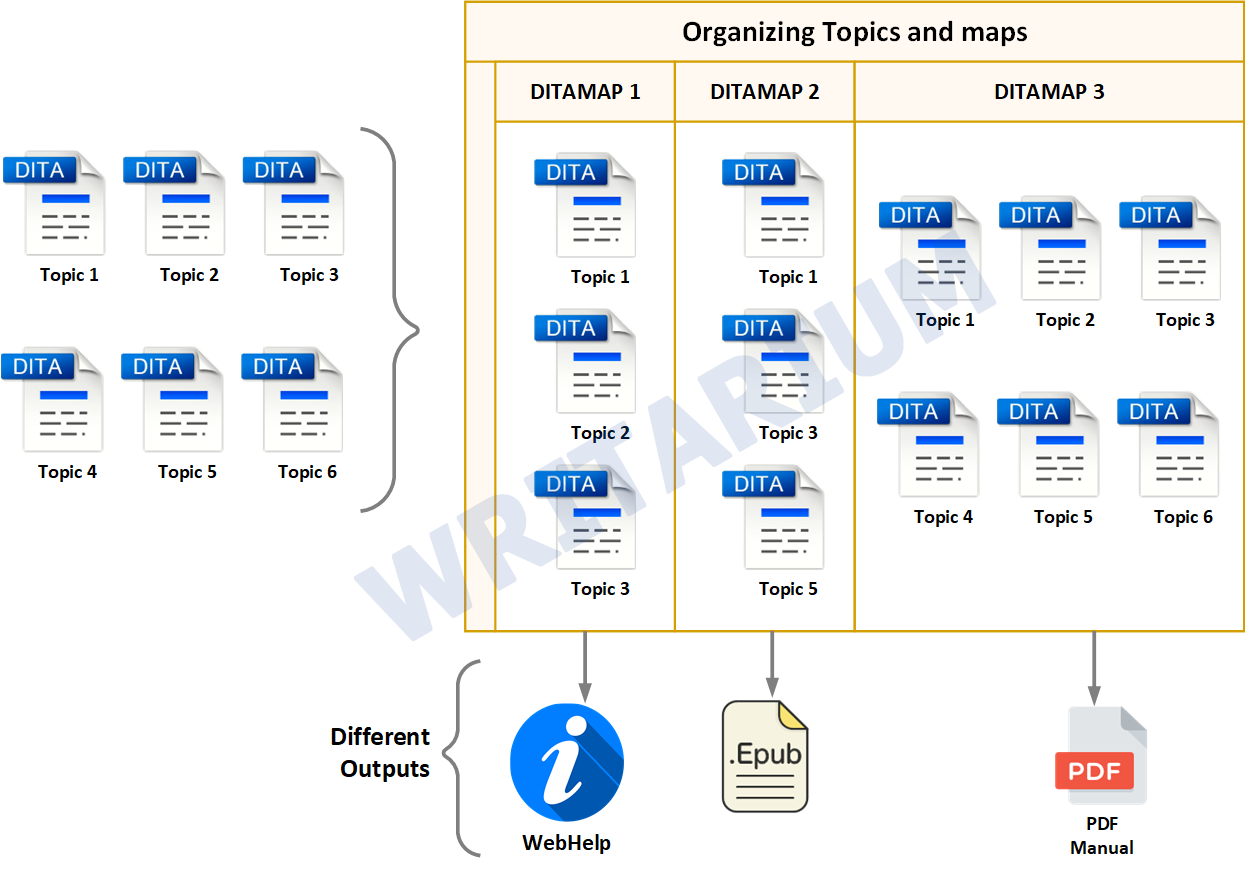 Organizing Topics and maps
DITAMAP 1 DITAMAP 2 DITAMAP 3
DITA DITA DITA
Topic 1 Topic 2 Topic 3
DITA DITA DITA
Topic 4 Topic 5 Topic 6
DITA
Topic 1
DITA
Topic 2
DITA
Topic 3
DITA
Topic 1
DITA
Topic 3
DITA
Topic 5
DITA DITA DITA
Topic 1 Topic 2 Topic 3
DITA DITA DITA
Topic 4 Topic 5 Topic 6
WRITARIUM
Different
Outputs
i
WebHelp
.Epub
PDF
PDF
Manual